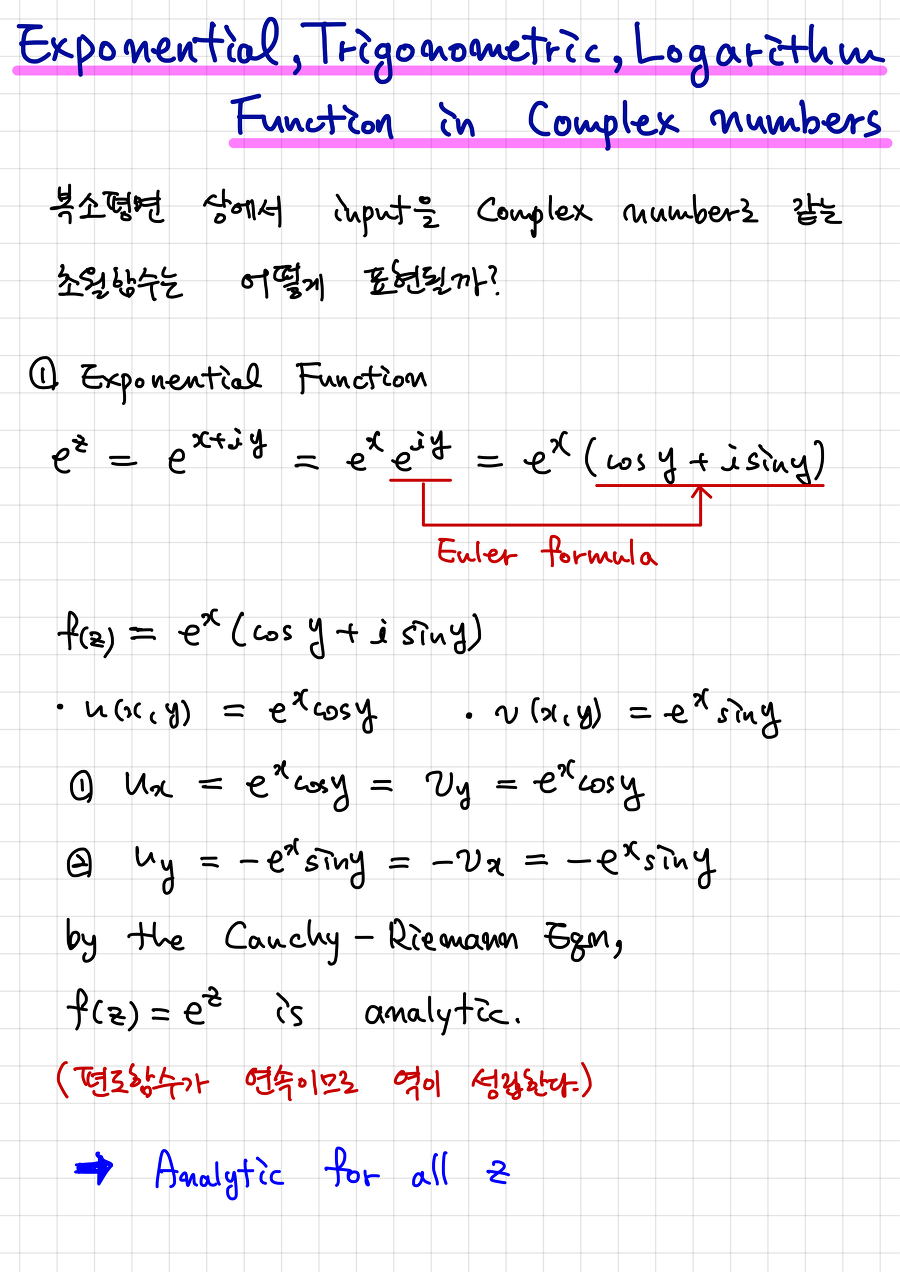 Exponential, Trigonometric, Logarithm
Function in Complex numbers
복소평면 상에서 input을 Complex number로 갖는
초월함수는 어떻게 표현될까?
① Exponential Function
e^z = e^{x+iy} = e^x e^{iy} = e^x (cos y + i sin y)
Euler formula
f(z) = e^x (cos y + i sin y)
· u(x, y) = e^x cos y · v(x, y) = e^x sin y
① u_x = e^x cos y = v_y = e^x cos y
② u_y = -e^x sin y = -v_x = -e^x sin y
by the Cauchy - Riemann Eqn,
f(z) = e^z is analytic.
(편도함수가 연속이므로 역이 성립한다.)
➡ Analytic for all z